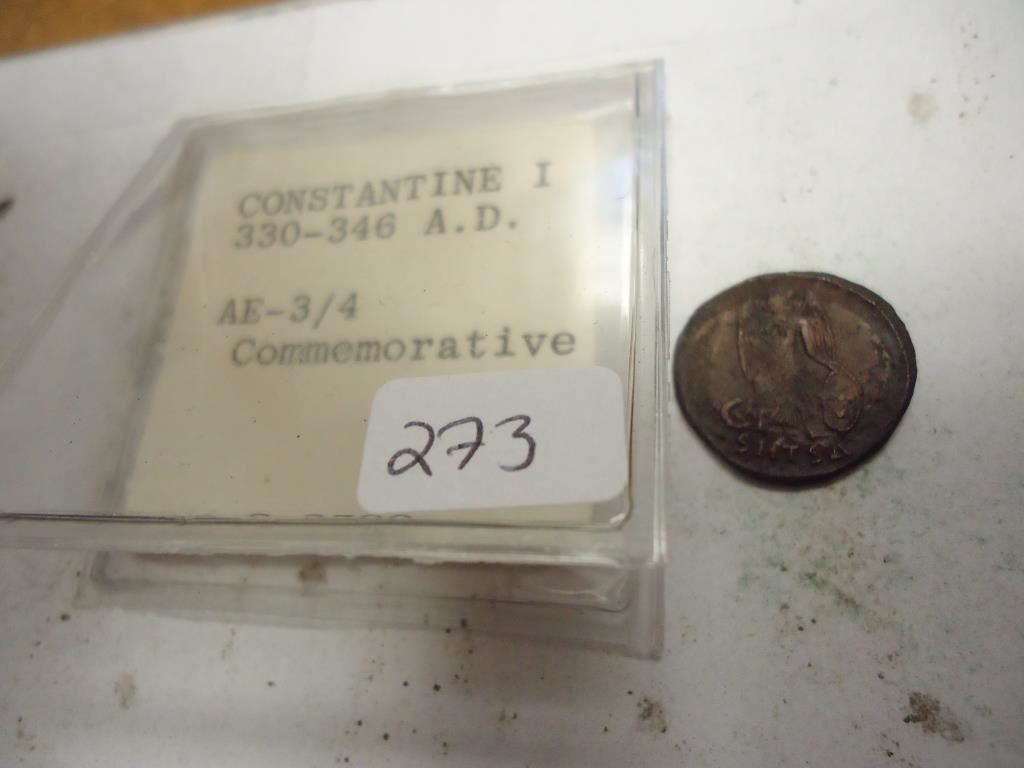 CONSTANTINE I
330-346 A.D.
AE-3/4
Commemorative
273